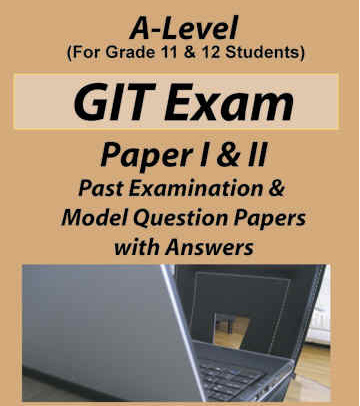 A-Level
(For Grade 11 & 12 Students)
GIT Exam
Paper I & II
Past Examination &
Model Question Papers
with Answers